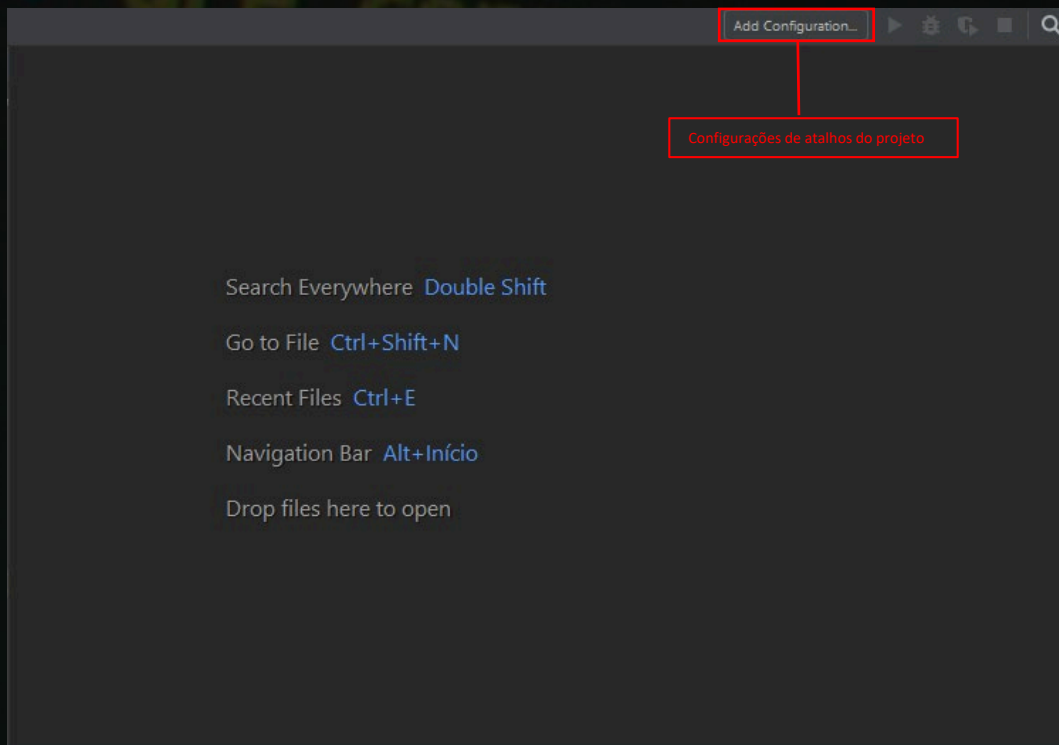 Add Configuration...
Configurações de atalhos do projeto
Search Everywhere Double Shift
Go to File Ctrl+Shift+N
Recent Files Ctrl+E
Navigation Bar Alt+Início
Drop files here to open